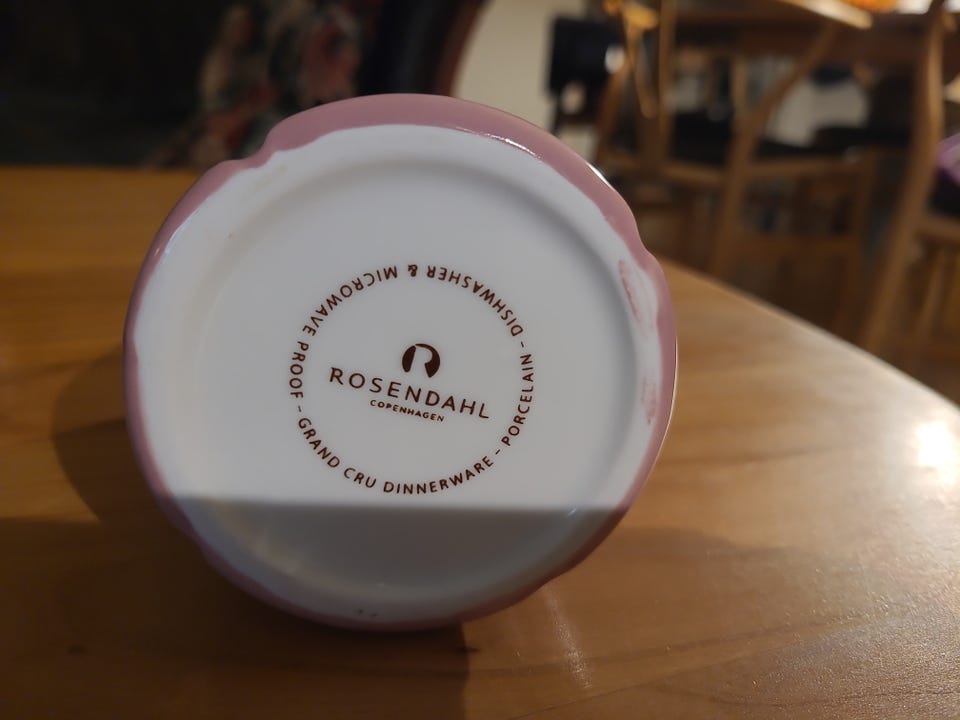 R
ROSENDAHL
COPENHAGEN
GRAND CRU DINNERWARE - PORCELAIN - DISHWASHER & MICROWAVE PROOF -